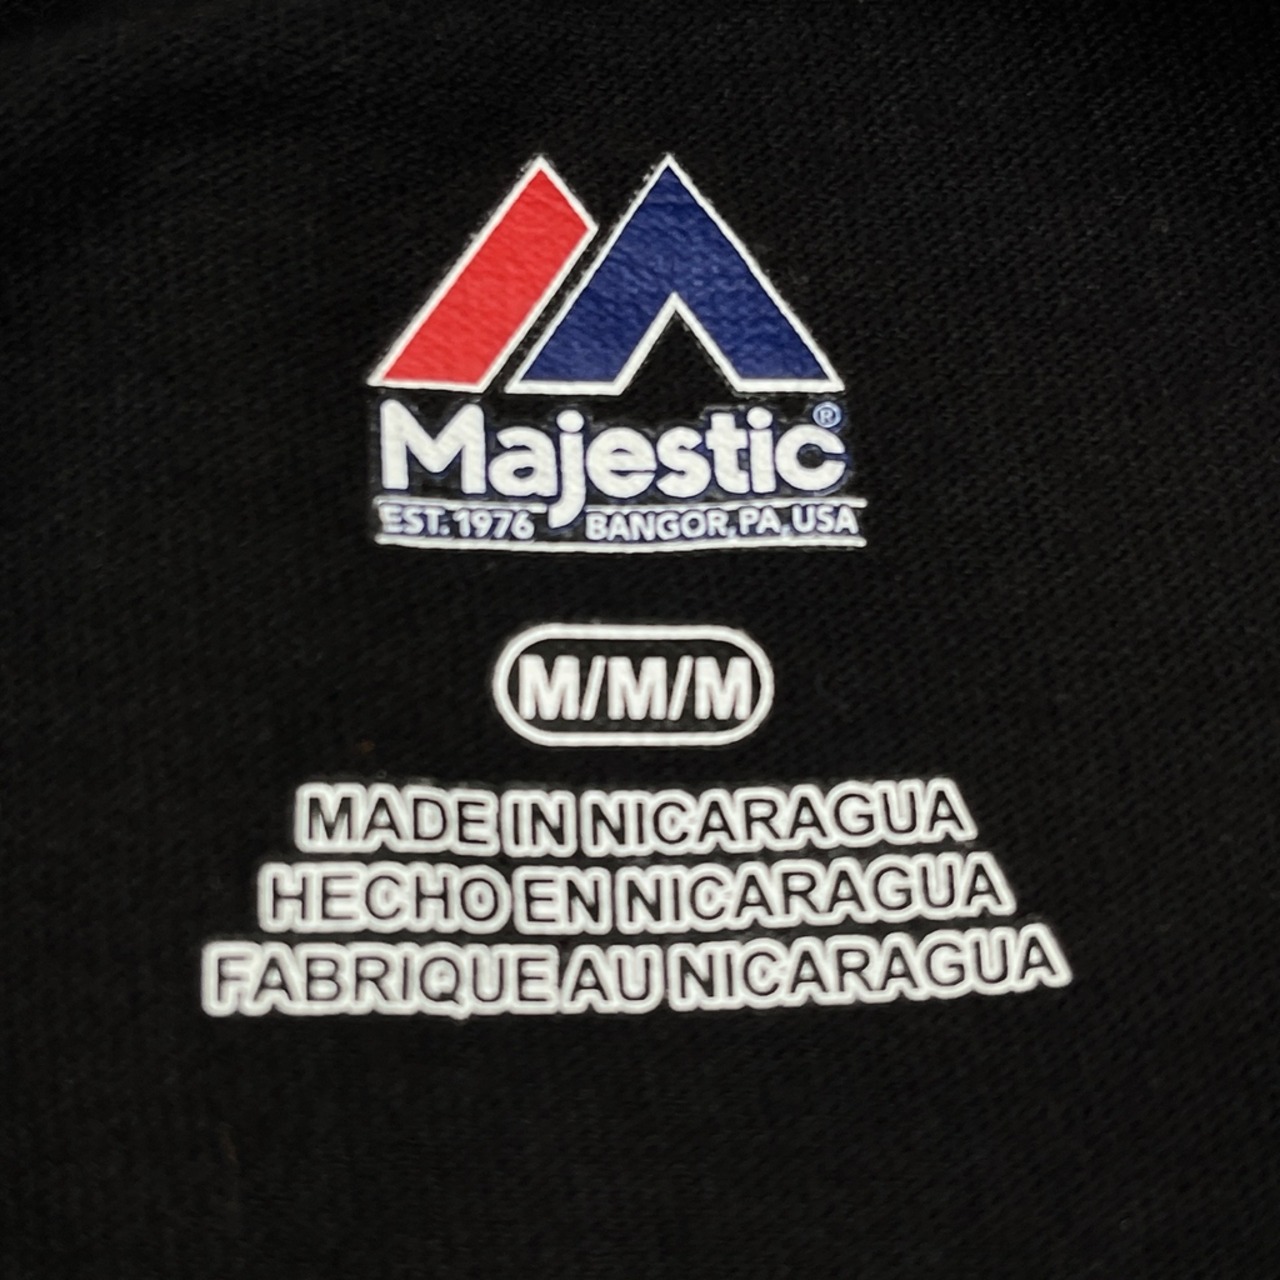 Majestic®
EST. 1976 BANGOR, PA, USA
M/M/M
MADE IN NICARAGUA
HECHO EN NICARAGUA
FABRIQUE AU NICARAGUA